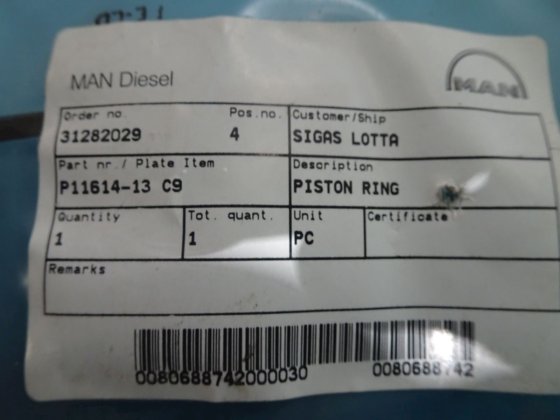 MAN Diesel
MAN
Order no. Pos.no. Customer/Ship
31282029 4 SIGAS LOTTA
Part nr./ Plate Item Description
P11614-13 C9 PISTON RING
Quantity Tot. quant. Unit Certificate
1 1 PC
Remarks
0080688742000030 0080688742